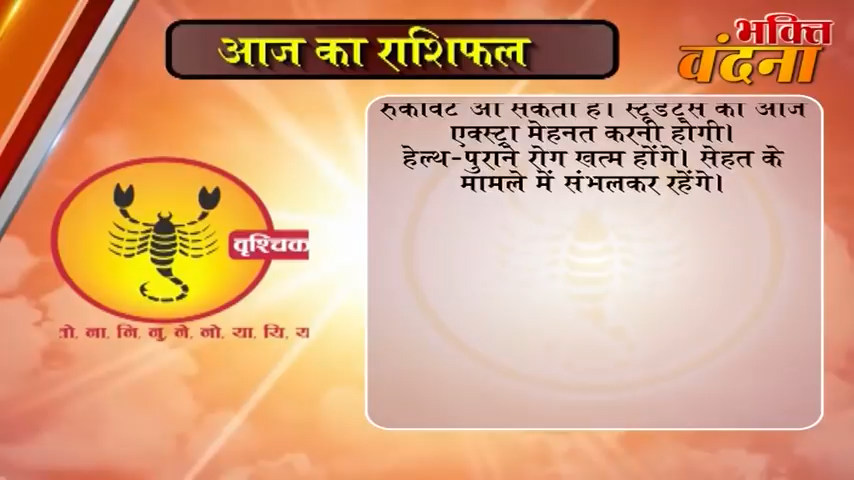 आज का राशिफल
भक्ति
वंदना
रुकावट आ सकती है। स्टूडेंट्स को आज
एक्स्ट्रा मेहनत करनी होगी।
हेल्थ-पुराने रोग खत्म होंगे। सेहत के
मामले में संभलकर रहेंगे।
वृश्चिक
ना, नि, नु, ने, नो, या, यि,